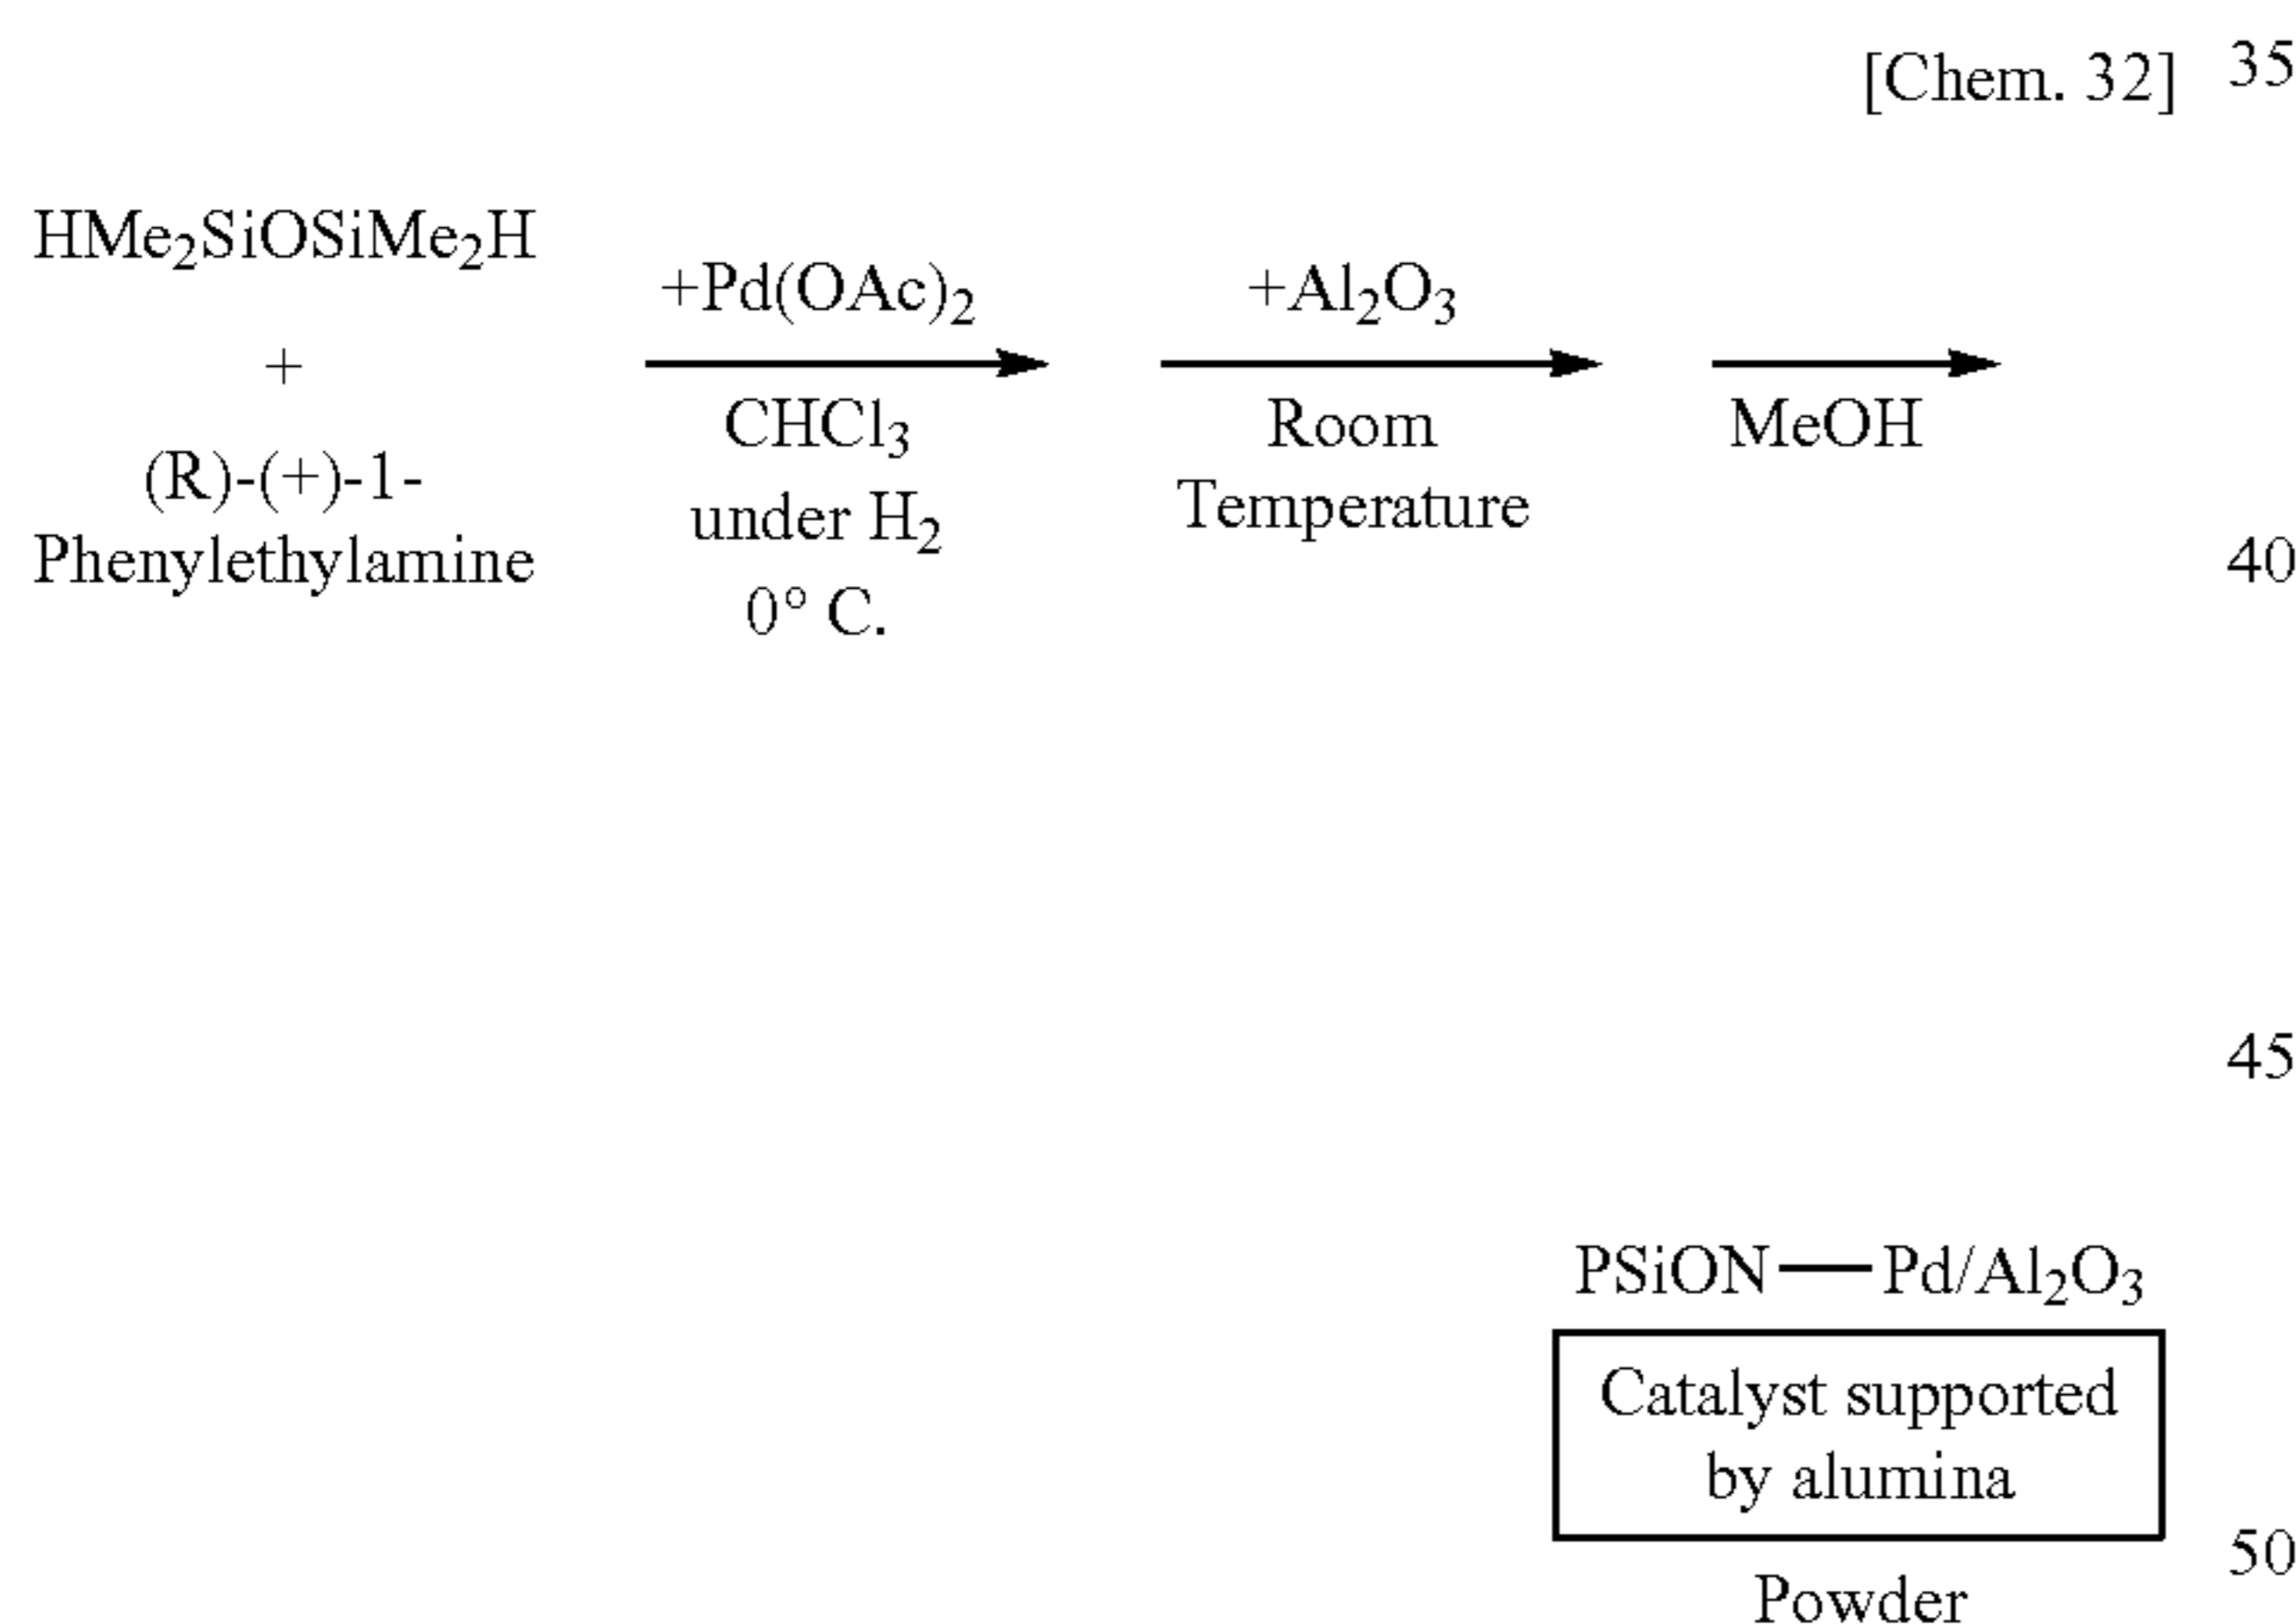 [Chem. 32] 35
HMe₂SiOSiMe₂H
+
(R)-(+)-1-
Phenylethylamine
+Pd(OAc)₂
CHCl₃
under H₂
0° C.
+Al₂O₃
Room
Temperature
MeOH
40
45
PSiON—Pd/Al₂O₃
Catalyst supported
by alumina
50
Powder